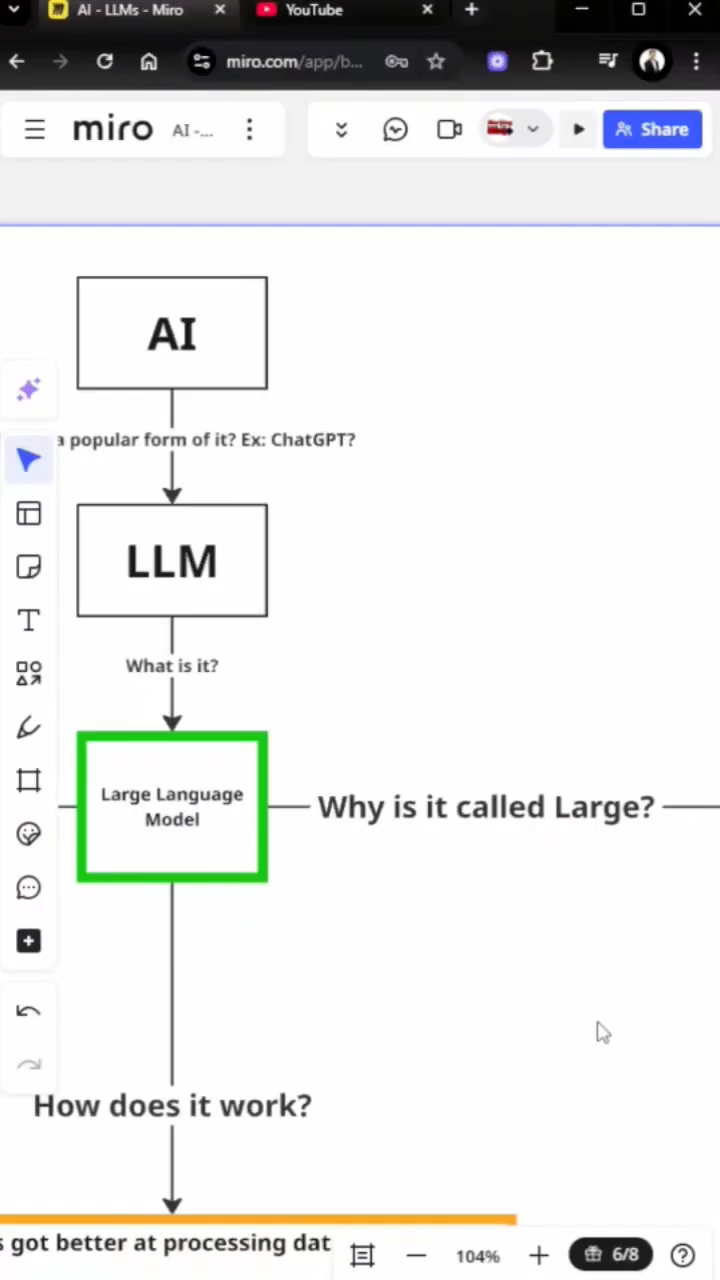 AI - LLMs - Miro
YouTube
miro.com/app/b...
miro
AI -...
Share
AI
a popular form of it? Ex: ChatGPT?
LLM
What is it?
Large Language
Model
Why is it called Large?
How does it work?
s got better at processing dat
104%
6/8